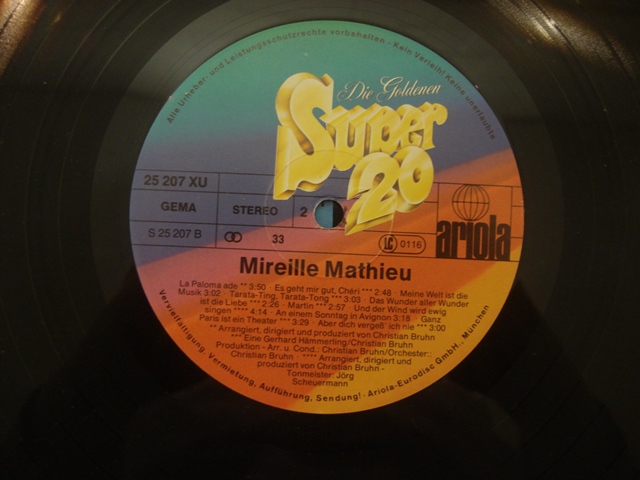 Alle Urheber- und Leistungsschutzrechte vorbehalten · Kein Verleih! Keine unerlaubte
Die Goldenen
Super
20
25 207 XU
GEMA
STEREO
2
S 25 207 B
33
LC 0116
ariola
Mireille Mathieu
La Paloma ade ** 3:50 · Es geht mir gut, Chéri *** 2:48 · Meine Welt ist die
Musik 3:02 · Tarata-Ting, Tarata-Tong *** 3:03 · Das Wunder aller Wunder
ist die Liebe *** 2:26 · Martin *** 2:57 · Und der Wind wird ewig
singen **** 4:14 · An einem Sonntag in Avignon 3:18 · Ganz
Paris ist ein Theater *** 3:29 · Aber dich vergeß ich nie *** 3:00
** Arrangiert, dirigiert und produziert von Christian Bruhn
*** Eine Gerhard Hämmerling/Christian Bruhn
Produktion - Arr. u. Cond.: Christian Bruhn/Orchester::
Christian Bruhn · **** Arrangiert, dirigiert und
produziert von Christian Bruhn -
Tonmeister: Jörg
Scheuermann
Vervielfältigung, Vermietung, Aufführung, Sendung! · Ariola-Eurodisc GmbH., München